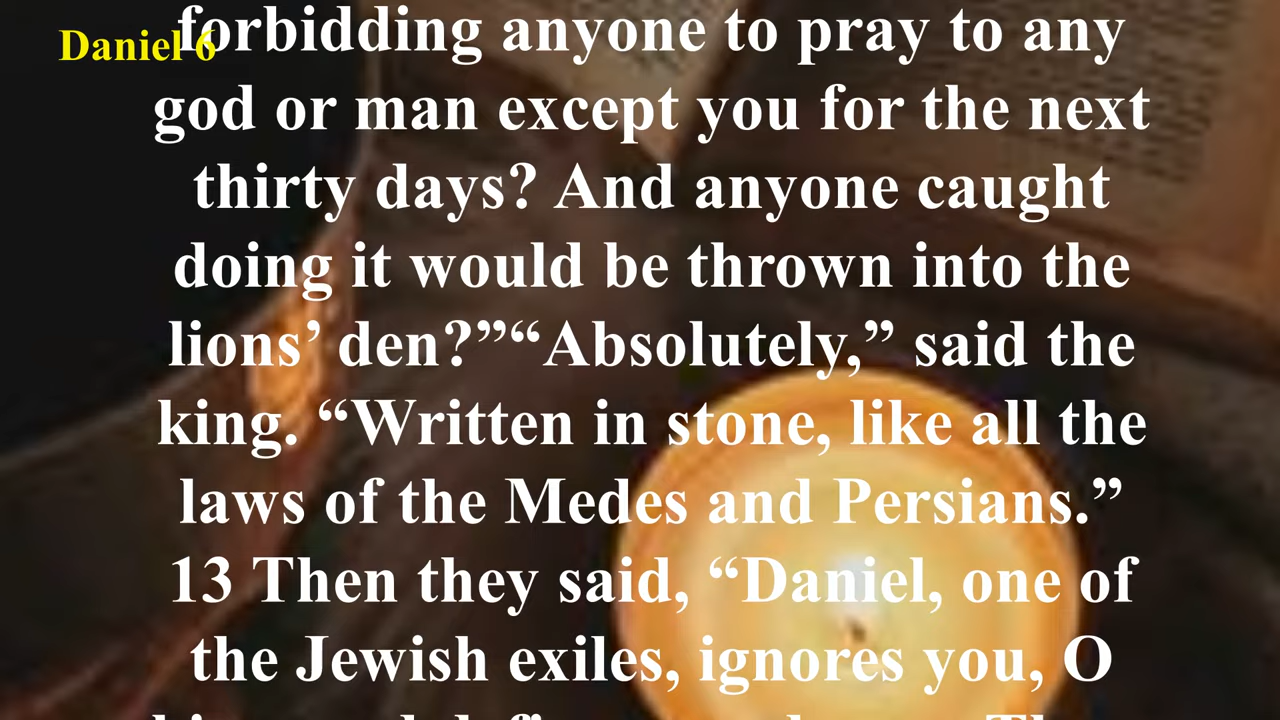 Daniel 6
forbidding anyone to pray to any
god or man except you for the next
thirty days? And anyone caught
doing it would be thrown into the
lions’ den?”“Absolutely,” said the
king. “Written in stone, like all the
laws of the Medes and Persians.”
13 Then they said, “Daniel, one of
the Jewish exiles, ignores you, O